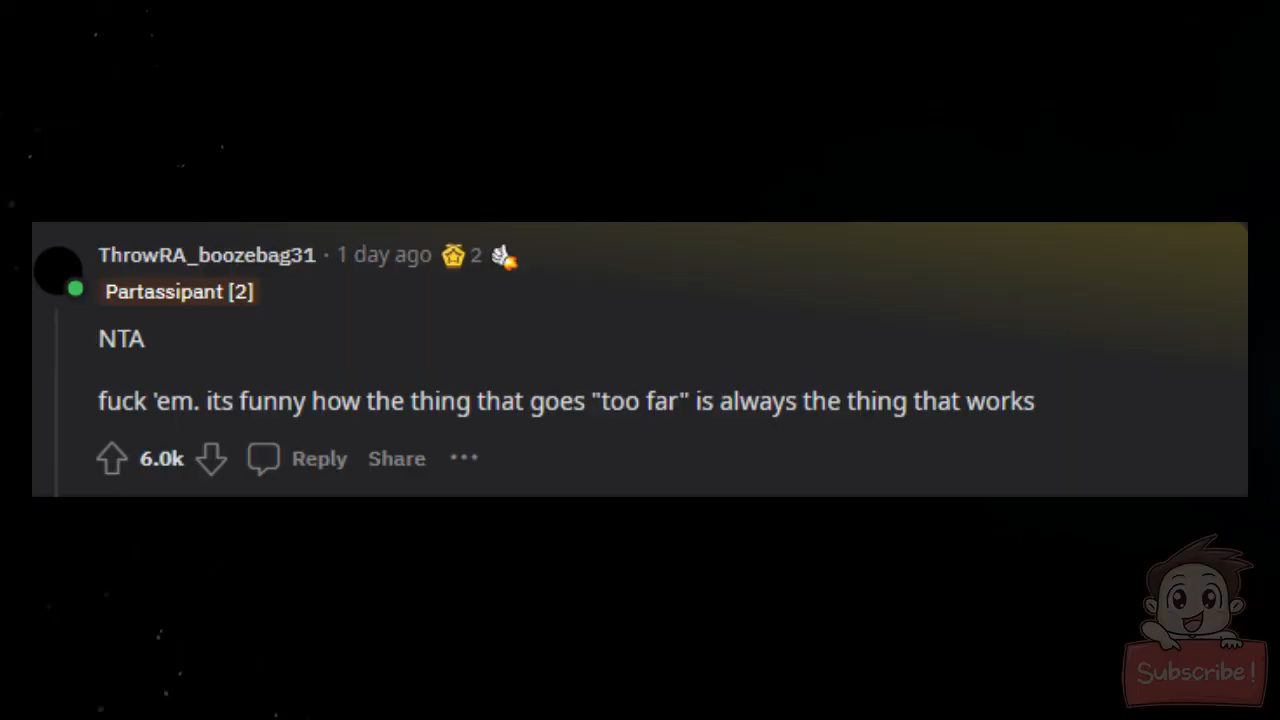 ThrowRA_boozebag31 · 1 day ago 2
Partassipant [2]
NTA
fuck 'em. its funny how the thing that goes "too far" is always the thing that works
6.0k Reply Share ···
Subscribe!